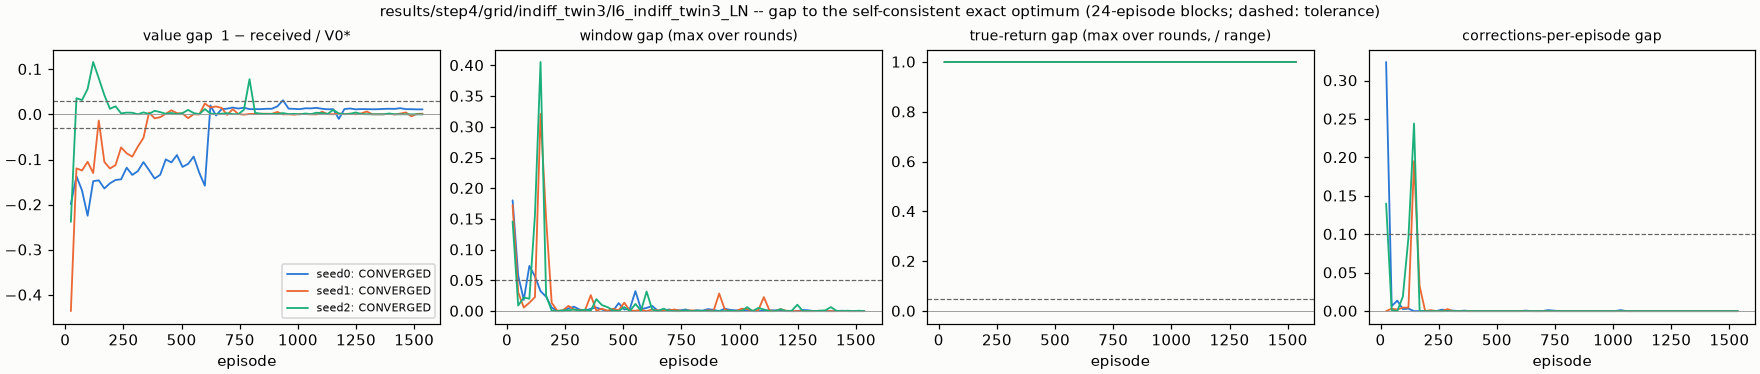 results/step4/grid/indiff_twin3/l6_indiff_twin3_LN -- gap to the self-consistent exact optimum (24-episode blocks; dashed: tolerance)
value gap  1 − received / V0*
0.1
0.0
−0.1
−0.2
−0.3
−0.4
0 250 500 750 1000 1250 1500
episode
seed0: CONVERGED
seed1: CONVERGED
seed2: CONVERGED
window gap (max over rounds)
0.40
0.35
0.30
0.25
0.20
0.15
0.10
0.05
0.00
0 250 500 750 1000 1250 1500
episode
true-return gap (max over rounds, / range)
1.0
0.8
0.6
0.4
0.2
0.0
0 250 500 750 1000 1250 1500
episode
corrections-per-episode gap
0.30
0.25
0.20
0.15
0.10
0.05
0.00
0 250 500 750 1000 1250 1500
episode